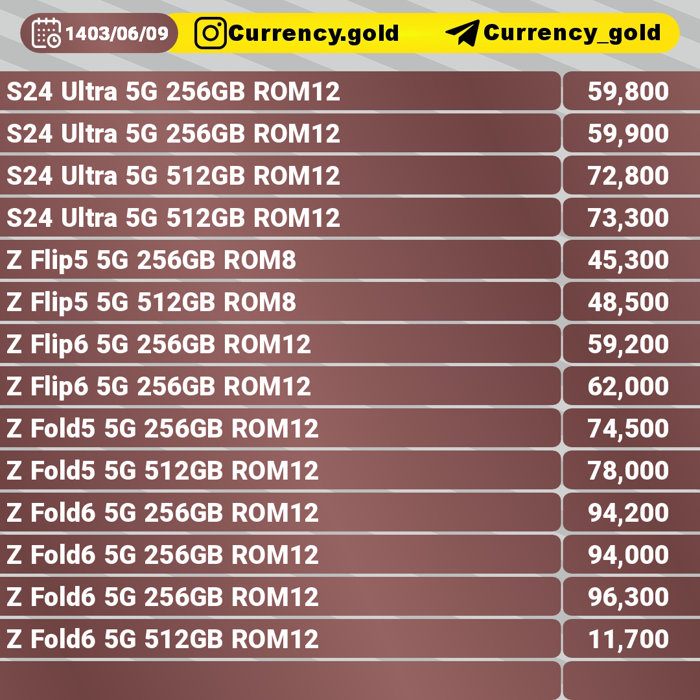 1403/06/09 Currency.gold Currency_gold
S24 Ultra 5G 256GB ROM12 59,800
S24 Ultra 5G 256GB ROM12 59,900
S24 Ultra 5G 512GB ROM12 72,800
S24 Ultra 5G 512GB ROM12 73,300
Z Flip5 5G 256GB ROM8 45,300
Z Flip5 5G 512GB ROM8 48,500
Z Flip6 5G 256GB ROM12 59,200
Z Flip6 5G 256GB ROM12 62,000
Z Fold5 5G 256GB ROM12 74,500
Z Fold5 5G 512GB ROM12 78,000
Z Fold6 5G 256GB ROM12 94,200
Z Fold6 5G 256GB ROM12 94,000
Z Fold6 5G 256GB ROM12 96,300
Z Fold6 5G 512GB ROM12 11,700